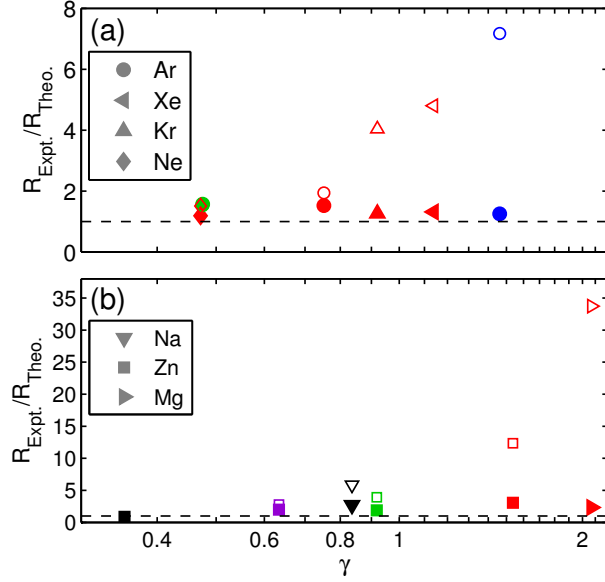 (a)
Ar
Xe
Kr
Ne
R_Expt./R_Theo.
8
6
4
2
0
(b)
Na
Zn
Mg
R_Expt./R_Theo.
35
30
25
20
15
10
5
0
0.4 0.6 0.8 1 2
γ